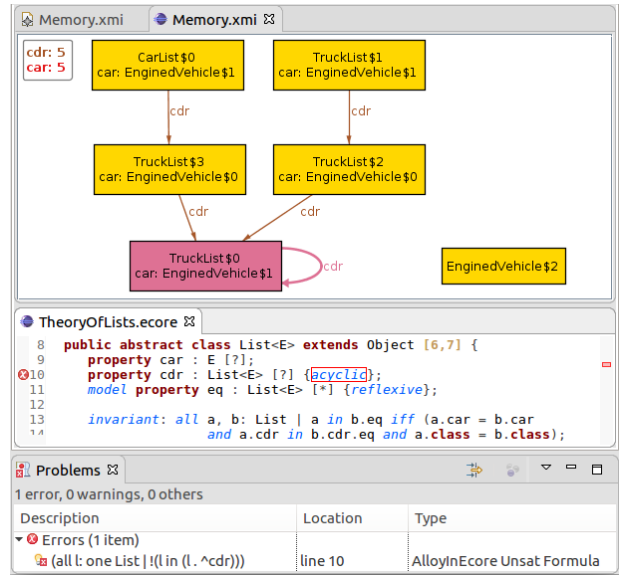 Memory.xmi Memory.xmi
cdr: 5
car: 5
CarList$0
car: EnginedVehicle$1
TruckList$1
car: EnginedVehicle$1
cdr cdr
TruckList$3
car: EnginedVehicle$0
TruckList$2
car: EnginedVehicle$0
cdr cdr
TruckList$0
car: EnginedVehicle$1
cdr
EnginedVehicle$2
TheoryOfLists.ecore
8 public abstract class List<E> extends Object [6,7] {
9 property car : E [?];
10 property cdr : List<E> [?] {acyclic};
11 model property eq : List<E> [*] {reflexive};
12
13 invariant: all a, b: List | a in b.eq iff (a.car = b.car
14 and a.cdr in b.cdr.eq and a.class = b.class);
Problems
1 error, 0 warnings, 0 others
Description Location Type
Errors (1 item)
(all l: one List | !(l in (l . ^cdr))) line 10 AlloyInEcore Unsat Formula